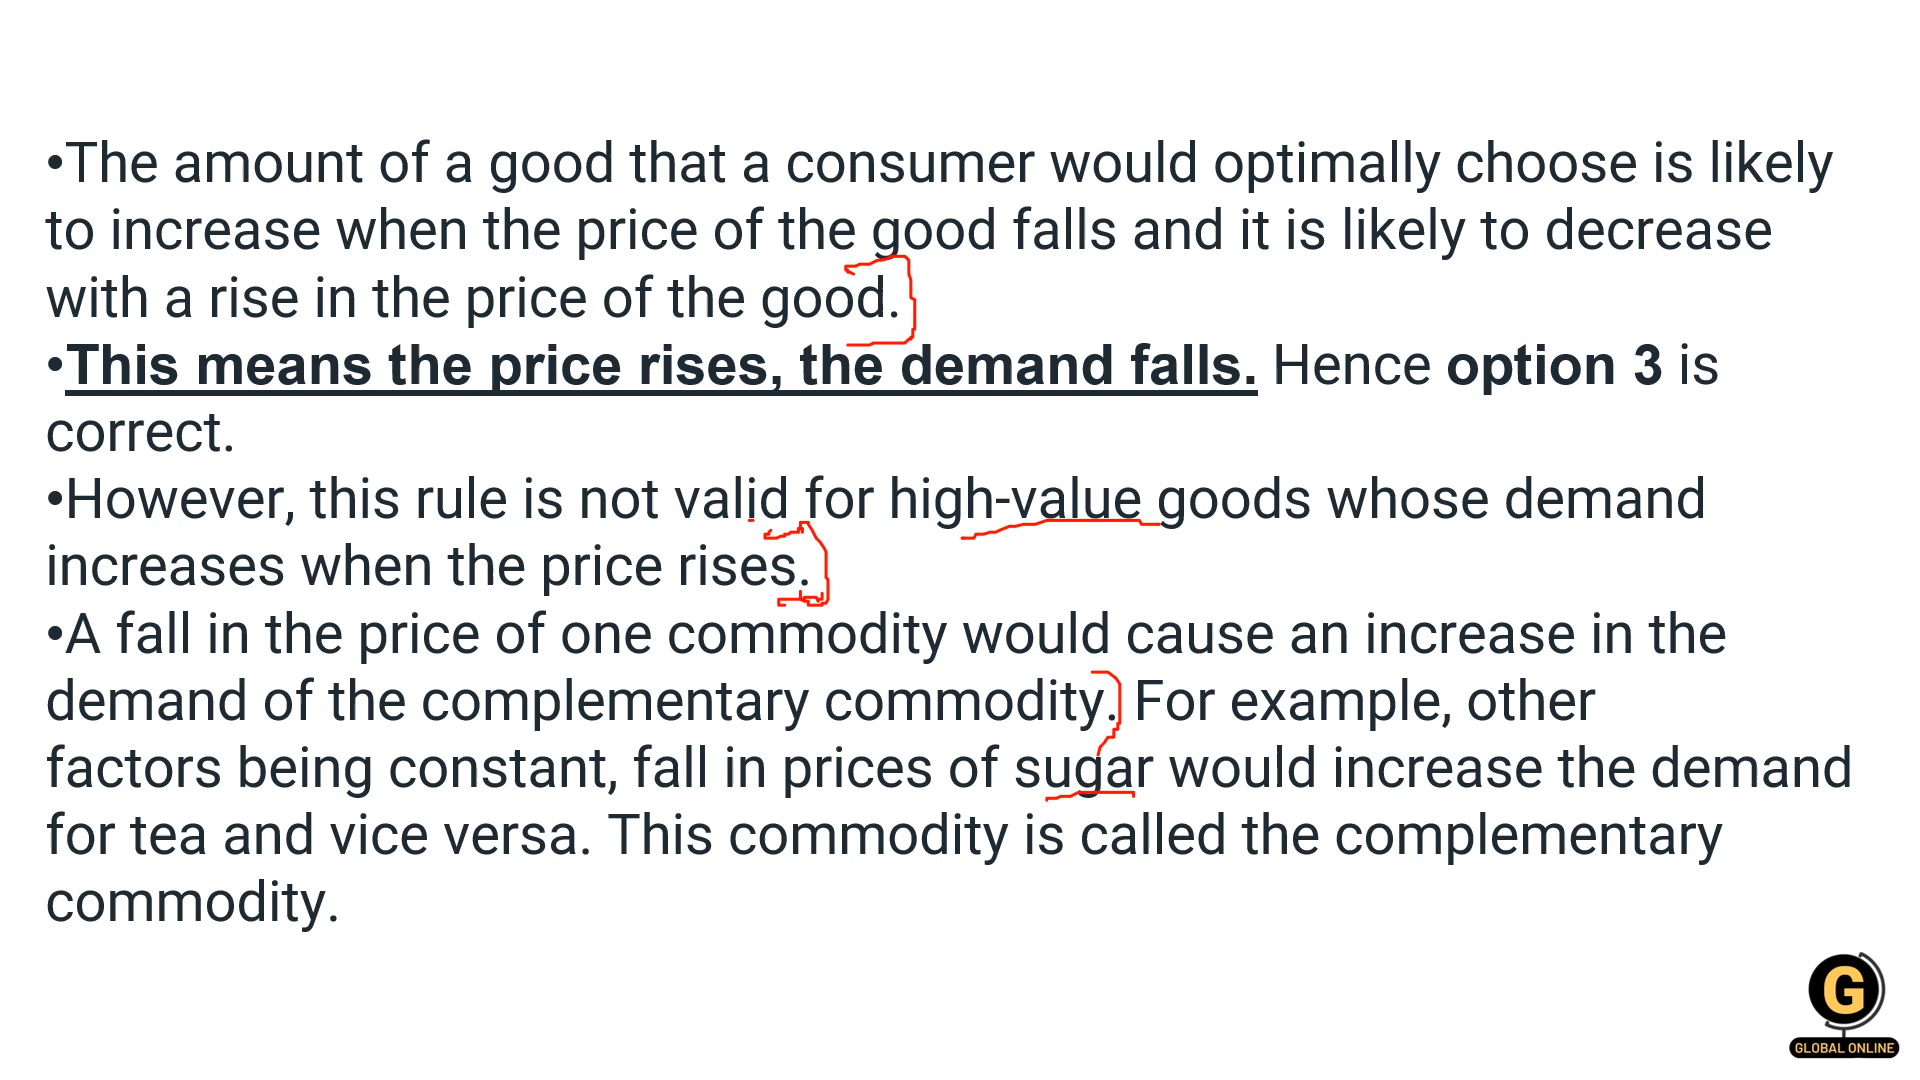 •The amount of a good that a consumer would optimally choose is likely
to increase when the price of the good falls and it is likely to decrease
with a rise in the price of the good.
•This means the price rises, the demand falls. Hence option 3 is
correct.
•However, this rule is not valid for high-value goods whose demand
increases when the price rises.
•A fall in the price of one commodity would cause an increase in the
demand of the complementary commodity. For example, other
factors being constant, fall in prices of sugar would increase the demand
for tea and vice versa. This commodity is called the complementary
commodity.
G
GLOBAL ONLINE